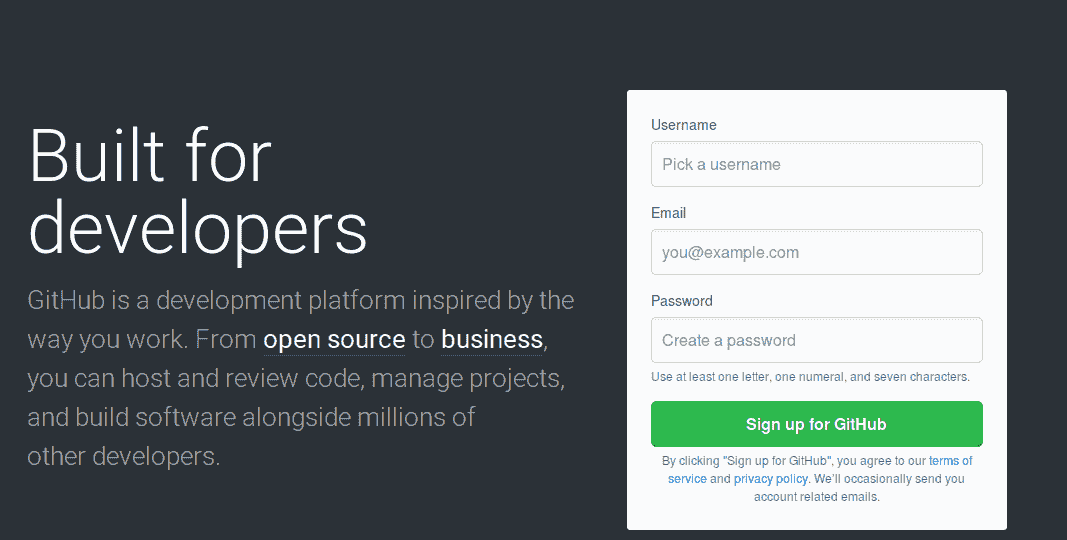 Built for
developers
GitHub is a development platform inspired by the
way you work. From open source to business,
you can host and review code, manage projects,
and build software alongside millions of
other developers.
Username
Pick a username
Email
you@example.com
Password
Create a password
Use at least one letter, one numeral, and seven characters.
Sign up for GitHub
By clicking "Sign up for GitHub", you agree to our terms of
service and privacy policy. We'll occasionally send you
account related emails.